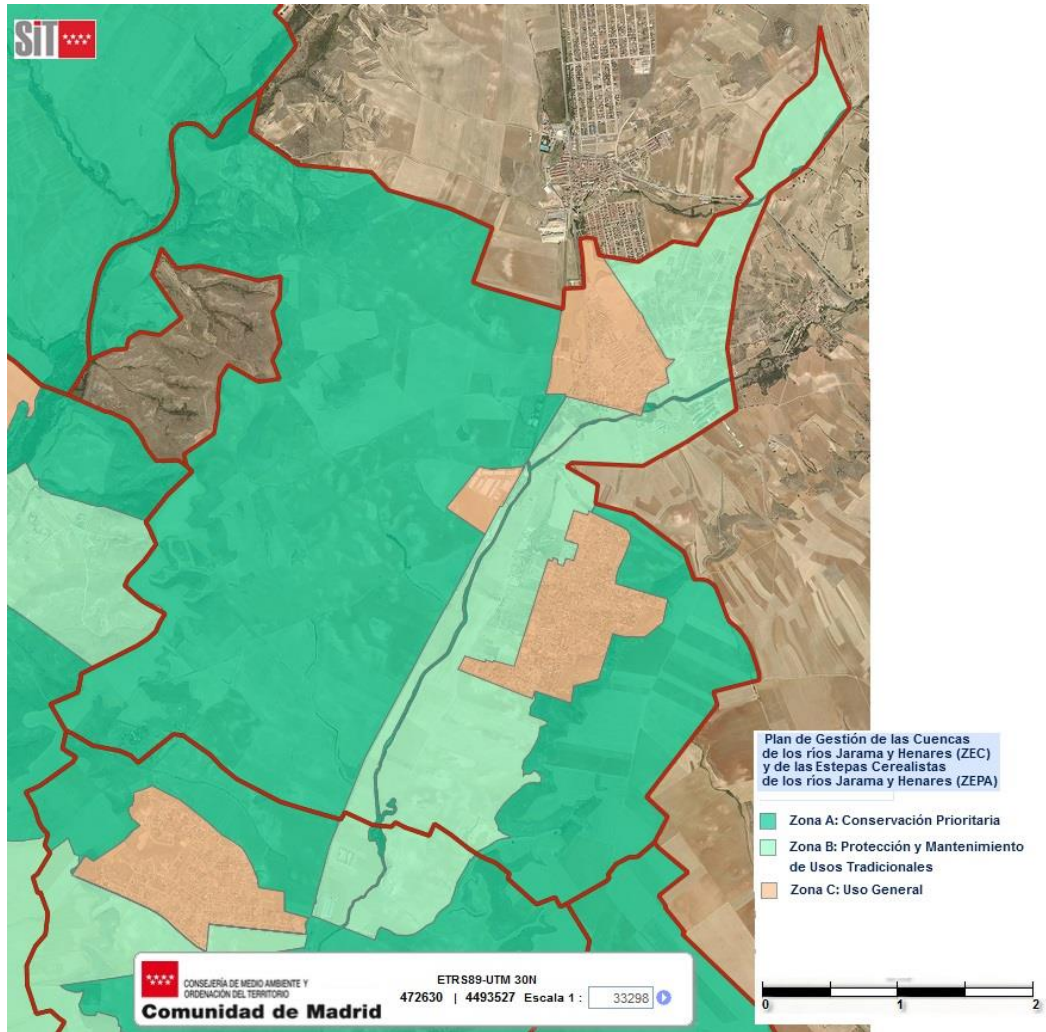 SiT
Plan de Gestión de las Cuencas
de los ríos Jarama y Henares (ZEC)
y de las Estepas Cerealistas
de los ríos Jarama y Henares (ZEPA)
Zona A: Conservación Prioritaria
Zona B: Protección y Mantenimiento
de Usos Tradicionales
Zona C: Uso General
CONSEJERÍA DE MEDIO AMBIENTE Y
ORDENACIÓN DEL TERRITORIO
Comunidad de Madrid
ETRS89-UTM 30N
472630 | 4493527 Escala 1 : 33298
0 1 2